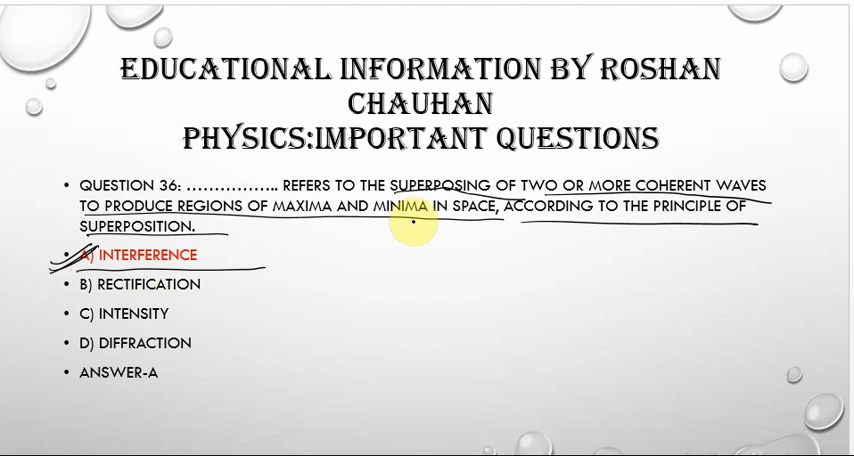 EDUCATIONAL INFORMATION BY ROSHAN
CHAUHAN
PHYSICS:IMPORTANT QUESTIONS
• QUESTION 36: …………….. REFERS TO THE SUPERPOSING OF TWO OR MORE COHERENT WAVES
TO PRODUCE REGIONS OF MAXIMA AND MINIMA IN SPACE, ACCORDING TO THE PRINCIPLE OF
SUPERPOSITION.
• A) INTERFERENCE
• B) RECTIFICATION
• C) INTENSITY
• D) DIFFRACTION
• ANSWER-A